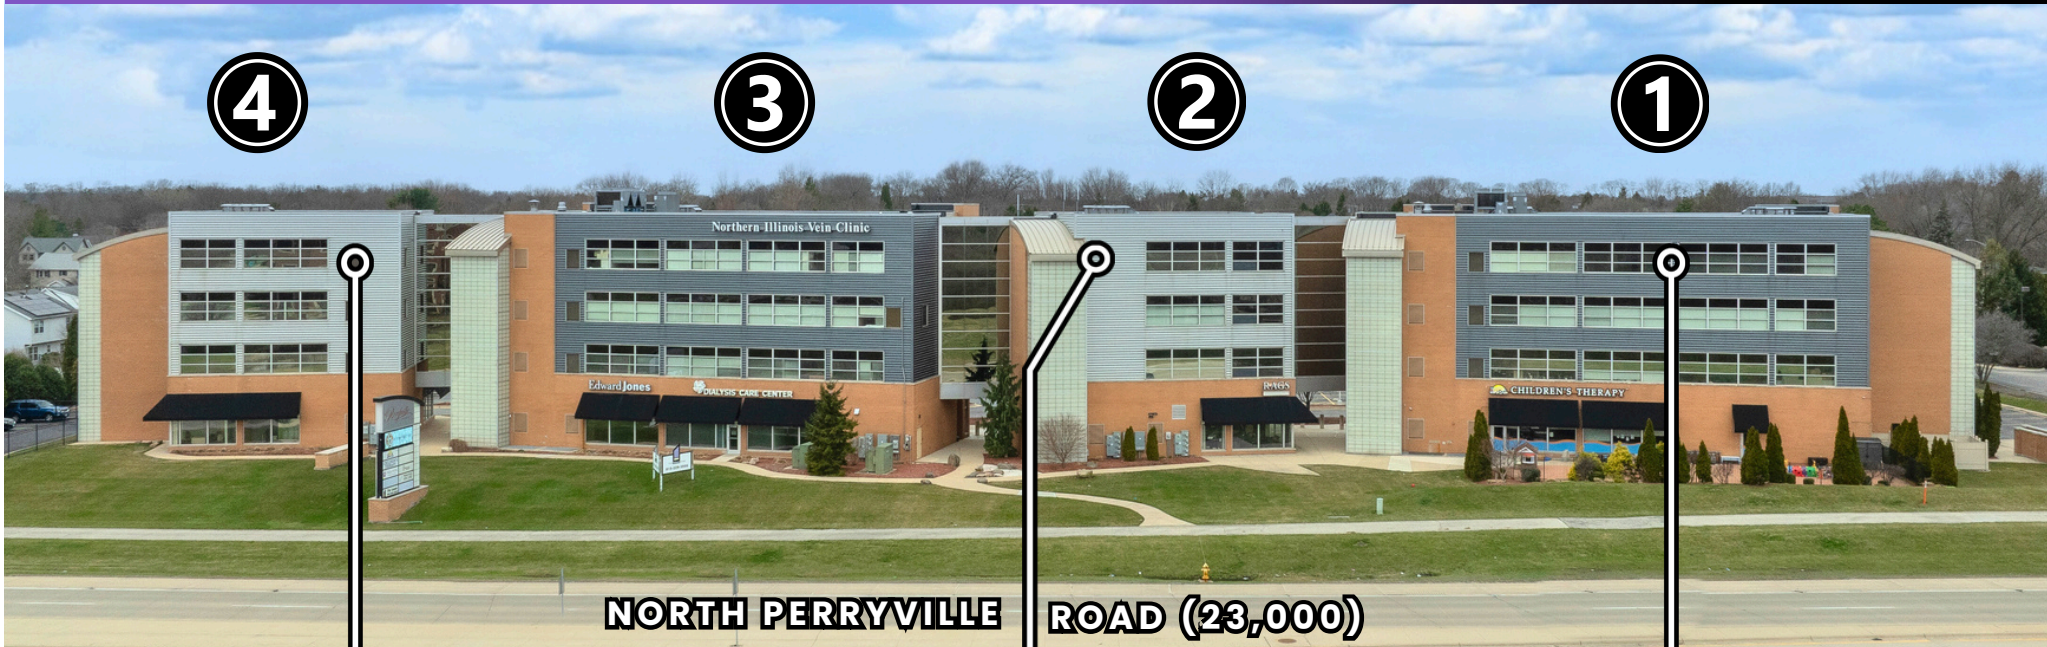 4
3
2
1
Northern Illinois Vein Clinic
Edward Jones
DIALYSIS CARE CENTER
RAGS
CHILDREN'S THERAPY
NORTH PERRYVILLE ROAD (23,000)